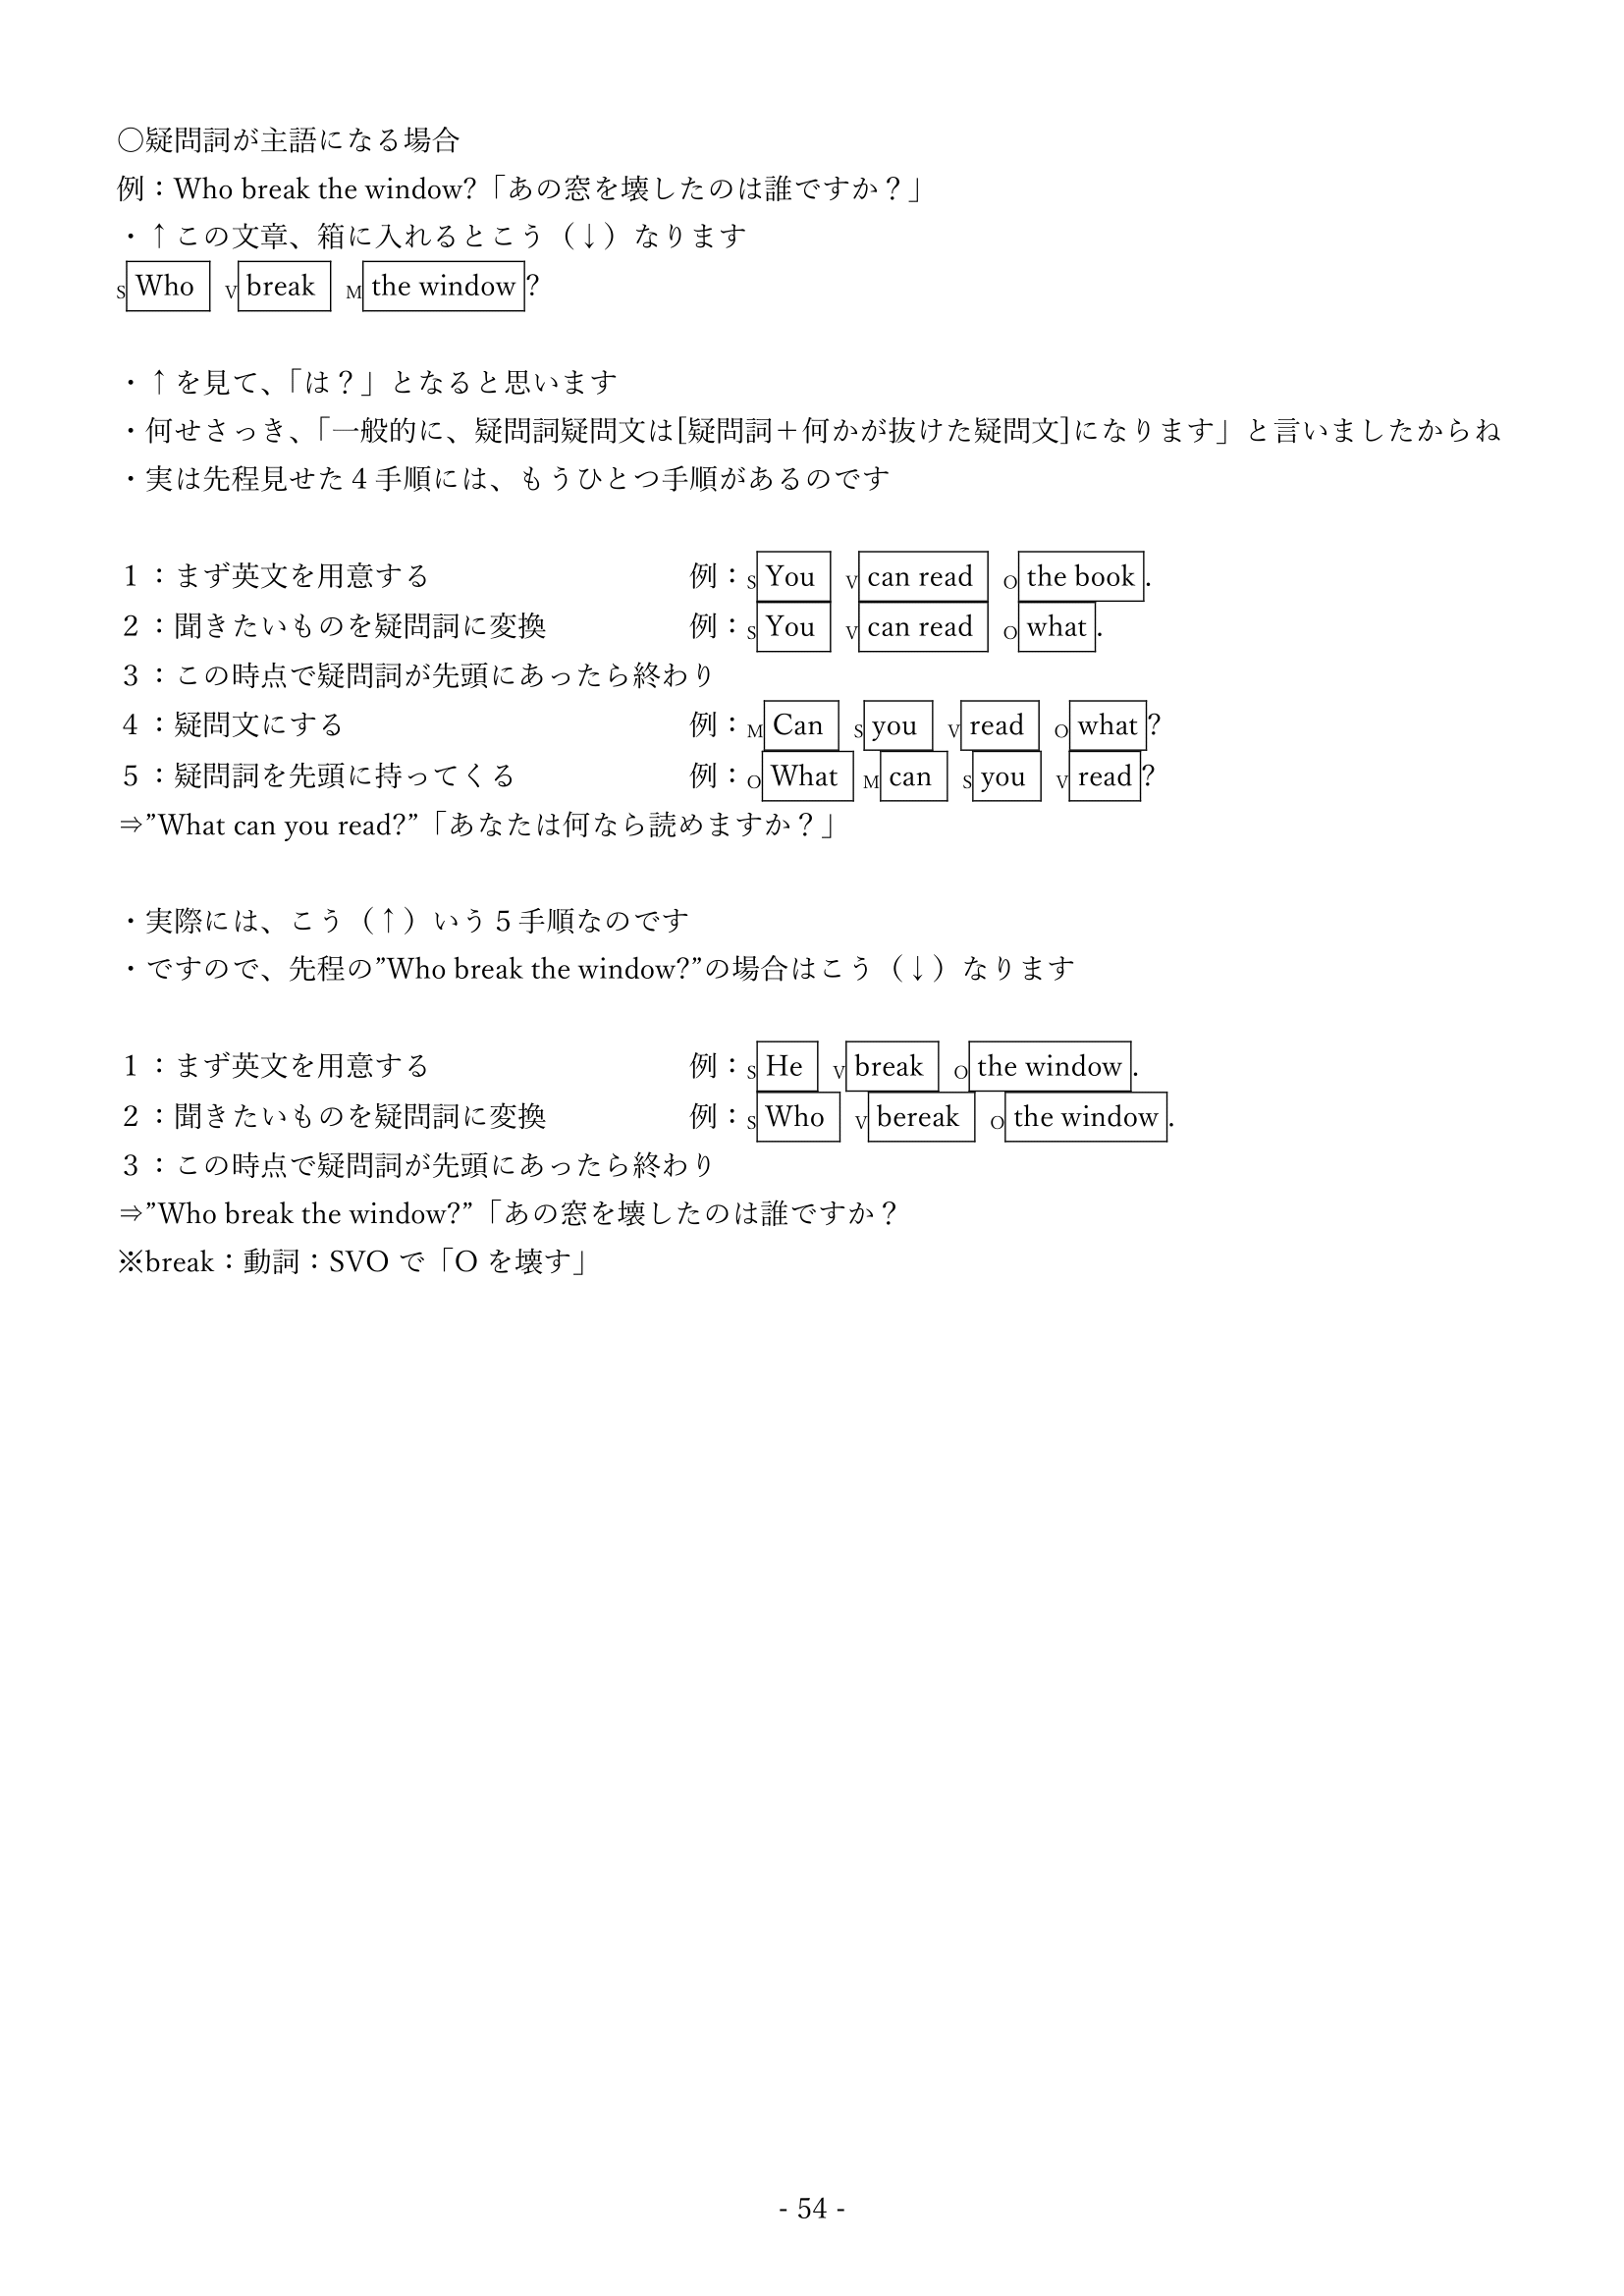 〇疑問詞が主語になる場合
例：Who break the window?「あの窓を壊したのは誰ですか？」
・↑この文章、箱に入れるとこう（↓）なります
S Who V break M the window?
・↑を見て、「は？」となると思います
・何せさっき、「一般的に、疑問詞疑問文は[疑問詞＋何かが抜けた疑問文]になります」と言いましたからね
・実は先程見せた４手順には、もうひとつ手順があるのです
１：まず英文を用意する 例：S You V can read O the book.
２：聞きたいものを疑問詞に変換 例：S You V can read O what.
３：この時点で疑問詞が先頭にあったら終わり
４：疑問文にする 例：M Can S you V read O what?
５：疑問詞を先頭に持ってくる 例：O What M can S you V read?
⇒”What can you read?”「あなたは何なら読めますか？」
・実際には、こう（↑）いう５手順なのです
・ですので、先程の”Who break the window?”の場合はこう（↓）なります
１：まず英文を用意する 例：S He V break O the window.
２：聞きたいものを疑問詞に変換 例：S Who V bereak O the window.
３：この時点で疑問詞が先頭にあったら終わり
⇒”Who break the window?”「あの窓を壊したのは誰ですか？
※break：動詞：SVO で「O を壊す」
- 54 -